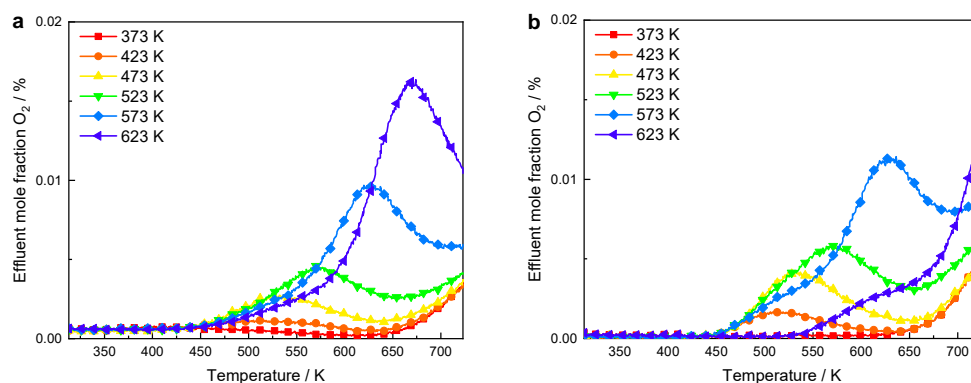 a
0.02
0.01
0.00
Effluent mole fraction O₂ / %
373 K
423 K
473 K
523 K
573 K
623 K
350 400 450 500 550 600 650 700
Temperature / K
b
0.02
0.01
0.00
Effluent mole fraction O₂ / %
373 K
423 K
473 K
523 K
573 K
623 K
350 400 450 500 550 600 650 700
Temperature / K